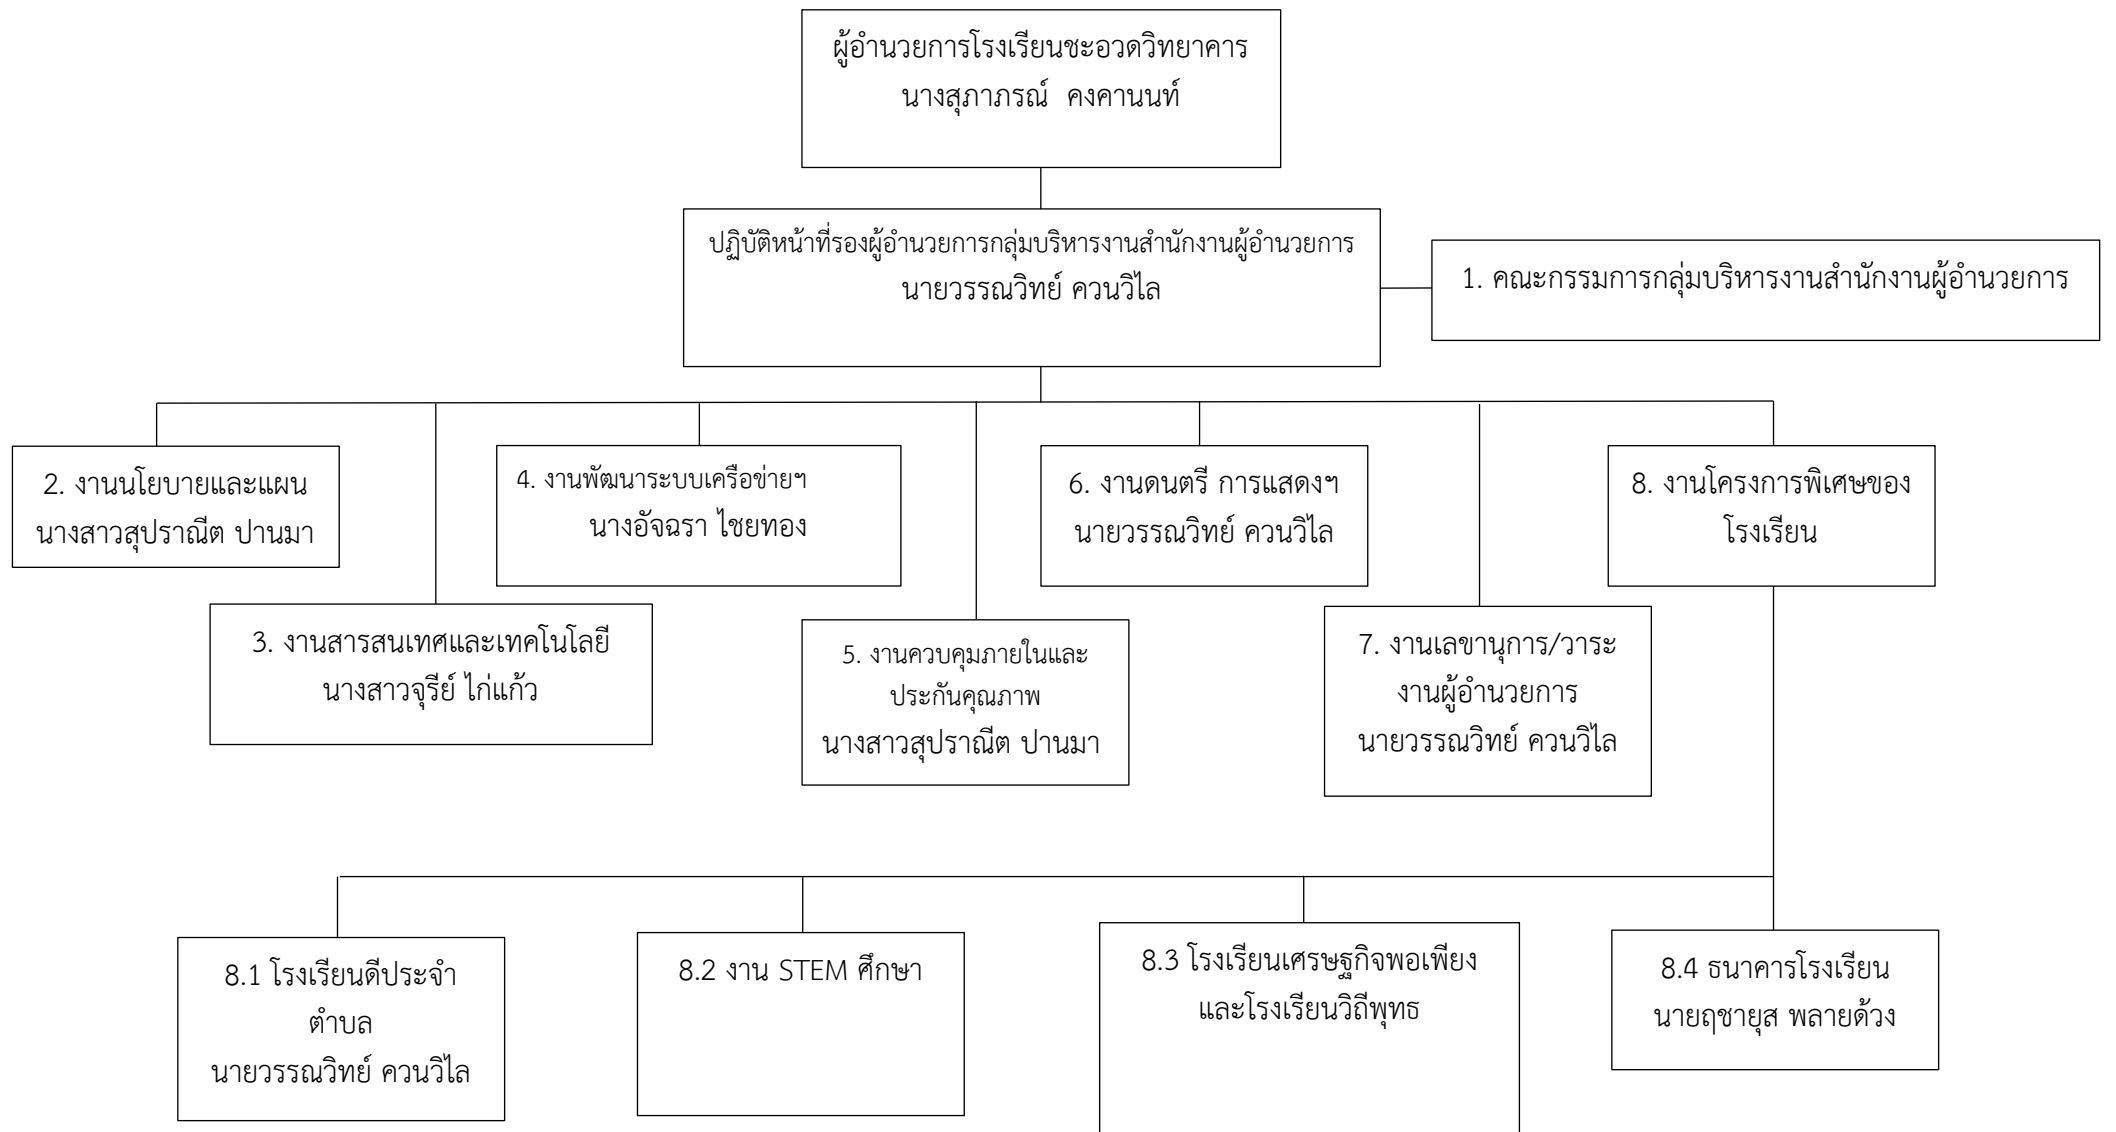 ผู้อำนวยการโรงเรียนชะอวดวิทยาคาร
นางสุภาภรณ์ คงคานนท์
ปฏิบัติหน้าที่รองผู้อำนวยการกลุ่มบริหารงานสำนักงานผู้อำนวยการ
นายวรรณวิทย์ ควนวิไล
1. คณะกรรมการกลุ่มบริหารงานสำนักงานผู้อำนวยการ
2. งานนโยบายและแผน
นางสาวสุปราณีต ปานมา
3. งานสารสนเทศและเทคโนโลยี
นางสาวจุรีย์ ไก่แก้ว
4. งานพัฒนาระบบเครือข่ายฯ
นางอัจฉรา ไชยทอง
5. งานควบคุมภายในและ
ประกันคุณภาพ
นางสาวสุปราณีต ปานมา
6. งานดนตรี การแสดงฯ
นายวรรณวิทย์ ควนวิไล
7. งานเลขานุการ/วาระ
งานผู้อำนวยการ
นายวรรณวิทย์ ควนวิไล
8. งานโครงการพิเศษของ
โรงเรียน
8.1 โรงเรียนดีประจำ
ตำบล
นายวรรณวิทย์ ควนวิไล
8.2 งาน STEM ศึกษา
8.3 โรงเรียนเศรษฐกิจพอเพียง
และโรงเรียนวิถีพุทธ
8.4 ธนาคารโรงเรียน
นายฤชายุส พลายด้วง